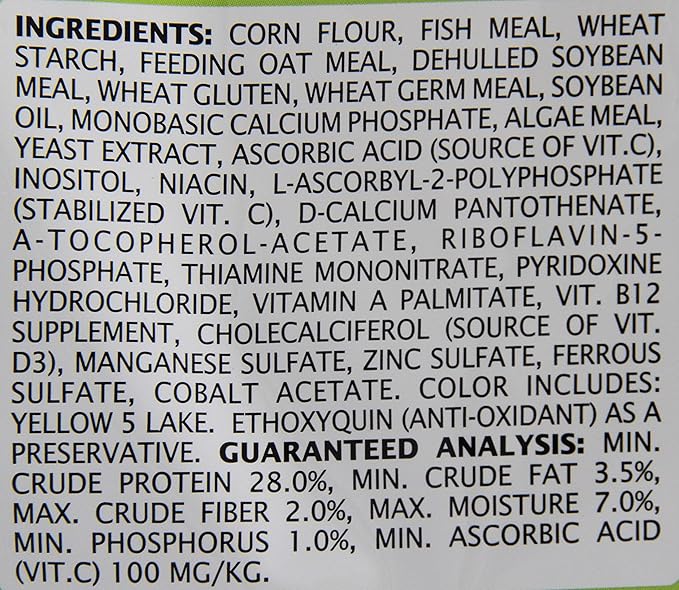 INGREDIENTS: CORN FLOUR, FISH MEAL, WHEAT
STARCH, FEEDING OAT MEAL, DEHULLED SOYBEAN
MEAL, WHEAT GLUTEN, WHEAT GERM MEAL, SOYBEAN
OIL, MONOBASIC CALCIUM PHOSPHATE, ALGAE MEAL,
YEAST EXTRACT, ASCORBIC ACID (SOURCE OF VIT.C),
INOSITOL, NIACIN, L-ASCORBYL-2-POLYPHOSPHATE
(STABILIZED VIT. C), D-CALCIUM PANTOTHENATE,
A-TOCOPHEROL-ACETATE, RIBOFLAVIN-5-
PHOSPHATE, THIAMINE MONONITRATE, PYRIDOXINE
HYDROCHLORIDE, VITAMIN A PALMITATE, VIT. B12
SUPPLEMENT, CHOLECALCIFEROL (SOURCE OF VIT.
D3), MANGANESE SULFATE, ZINC SULFATE, FERROUS
SULFATE, COBALT ACETATE. COLOR INCLUDES:
YELLOW 5 LAKE. ETHOXYQUIN (ANTI-OXIDANT) AS A
PRESERVATIVE. GUARANTEED ANALYSIS: MIN.
CRUDE PROTEIN 28.0%, MIN. CRUDE FAT 3.5%,
MAX. CRUDE FIBER 2.0%, MAX. MOISTURE 7.0%,
MIN. PHOSPHORUS 1.0%, MIN. ASCORBIC ACID
(VIT.C) 100 MG/KG.